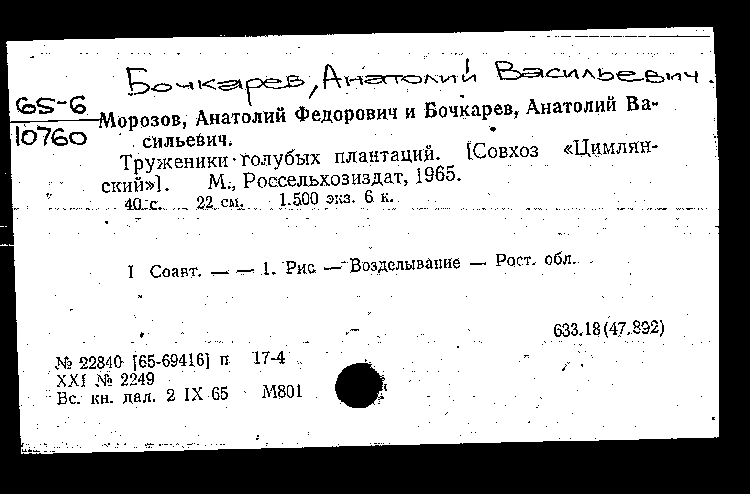 Бочкарев, Анатолий Васильевич.
65-6
10760
Морозов, Анатолий Федорович и Бочкарев, Анатолий Ва-
сильевич.
Труженики голубых плантаций. [Совхоз «Цимлян-
ский»]. М., Россельхозиздат, 1965.
40 с. 22 см. 1.500 экз. 6 к.
I Соавт. — — 1. Рис — Возделывание — Рост. обл.
633.18(47.892)
№ 22840 [65-69416] п 17-4
XXI № 2249
Вс. кн. пал. 2 IX 65 М801